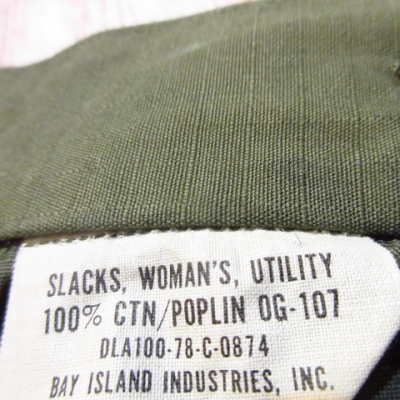 SLACKS, WOMAN'S, UTILITY
100% CTN/POPLIN OG-107
DLA100-78-C-0874
BAY ISLAND INDUSTRIES, INC.